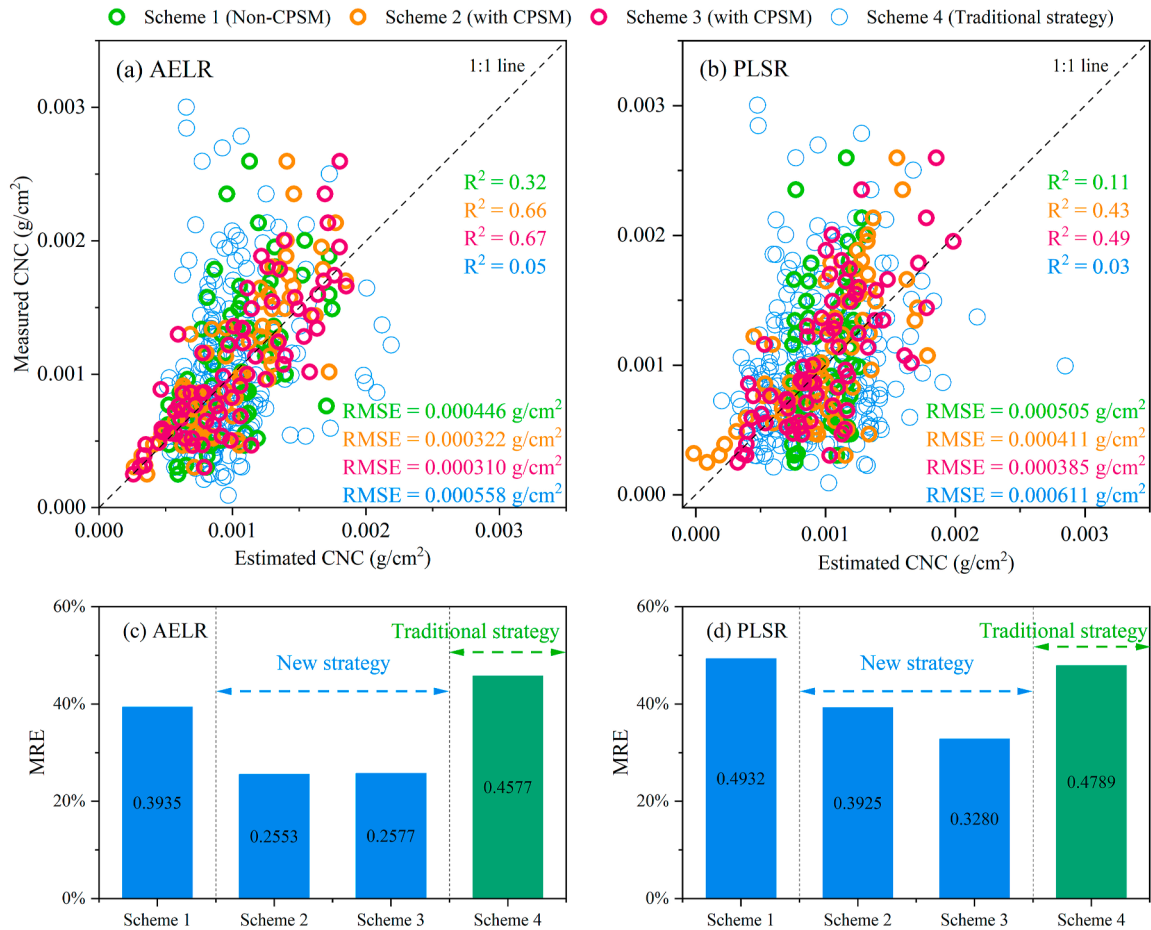 Scheme 1 (Non-CPSM) Scheme 2 (with CPSM) Scheme 3 (with CPSM) Scheme 4 (Traditional strategy)
(a) AELR
1:1 line
0.003
0.002
0.001
0.000
Measured CNC (g/cm²)
R² = 0.32
R² = 0.66
R² = 0.67
R² = 0.05
RMSE = 0.000446 g/cm²
RMSE = 0.000322 g/cm²
RMSE = 0.000310 g/cm²
RMSE = 0.000558 g/cm²
0.000 0.001 0.002 0.003
Estimated CNC (g/cm²)
(b) PLSR
1:1 line
0.003
0.002
0.001
0.000
R² = 0.11
R² = 0.43
R² = 0.49
R² = 0.03
RMSE = 0.000505 g/cm²
RMSE = 0.000411 g/cm²
RMSE = 0.000385 g/cm²
RMSE = 0.000611 g/cm²
0.000 0.001 0.002 0.003
Estimated CNC (g/cm²)
(c) AELR
Traditional strategy
New strategy
60%
40%
20%
0%
MRE
0.3935
0.2553
0.2577
0.4577
Scheme 1 Scheme 2 Scheme 3 Scheme 4
(d) PLSR
Traditional strategy
New strategy
60%
40%
20%
0%
MRE
0.4932
0.3925
0.3280
0.4789
Scheme 1 Scheme 2 Scheme 3 Scheme 4